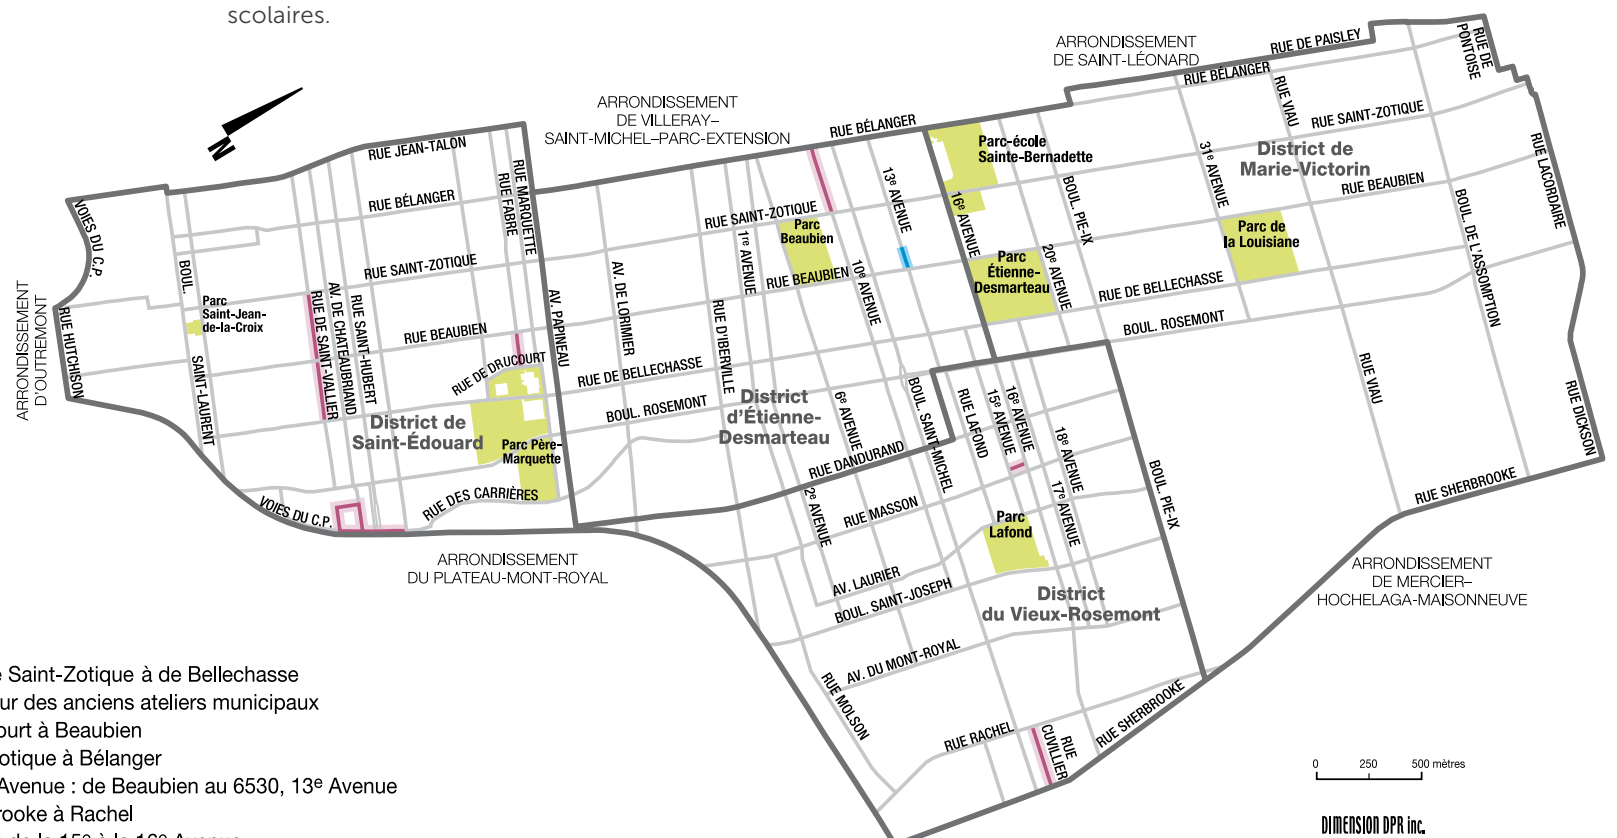 scolaires.
ARRONDISSEMENT
DE SAINT-LÉONARD
RUE DE PAISLEY
RUE DE
PONTOISE
RUE BÉLANGER
RUE VIAU
RUE SAINT-ZOTIQUE
ARRONDISSEMENT
DE VILLERAY–
SAINT-MICHEL–PARC-EXTENSION
RUE BÉLANGER
N
RUE JEAN-TALON
RUE MARQUETTE
RUE FABRE
RUE BÉLANGER
Parc-école
Sainte-Bernadette
31e AVENUE
District de
Marie-Victorin
RUE LACORDAIRE
RUE BEAUBIEN
13e AVENUE
16e AVENUE
BOUL. PIE-IX
VOIES DU C.P.
RUE SAINT-ZOTIQUE
Parc
Beaubien
1re AVENUE
Parc de
la Louisiane
BOUL. DE L'ASSOMPTION
BOUL.
RUE SAINT-ZOTIQUE
AV. DE LORIMIER
RUE BEAUBIEN
10e AVENUE
Parc
Étienne-
Desmarteau
20e AVENUE
RUE DE BELLECHASSE
ARRONDISSEMENT
D'OUTREMONT
RUE HUTCHISON
Parc
Saint-Jean-
de-la-Croix
RUE DE SAINT-VALLIER
AV. DE CHATEAUBRIAND
RUE SAINT-HUBERT
RUE BEAUBIEN
AV. PAPINEAU
RUE D'IBERVILLE
BOUL. ROSEMONT
SAINT-LAURENT
RUE DE DRUCOURT
RUE DE BELLECHASSE
RUE VIAU
RUE DICKSON
District de
Saint-Édouard
BOUL. ROSEMONT
District
d'Étienne-
Desmarteau
6e AVENUE
BOUL. SAINT-MICHEL
RUE LAFOND
15e AVENUE
16e AVENUE
18e AVENUE
Parc Père-
Marquette
RUE DANDURAND
BOUL. PIE-IX
RUE SHERBROOKE
VOIES DU C.P.
RUE DES CARRIÈRES
2e AVENUE
RUE MASSON
17e AVENUE
Parc
Lafond
ARRONDISSEMENT
DU PLATEAU-MONT-ROYAL
AV. LAURIER
BOUL. SAINT-JOSEPH
District
du Vieux-Rosemont
ARRONDISSEMENT
DE MERCIER–
HOCHELAGA-MAISONNEUVE
AV. DU MONT-ROYAL
RUE MOLSON
RUE RACHEL
RUE
CUVILLIER
RUE SHERBROOKE
Saint-Zotique à de Bellechasse
des anciens ateliers municipaux
à Beaubien
à Bélanger
Avenue : de Beaubien au 6530, 13e Avenue
à Rachel
de la 15e à la 16e Avenue
0 250 500 mètres
DIMENSION DPR inc.